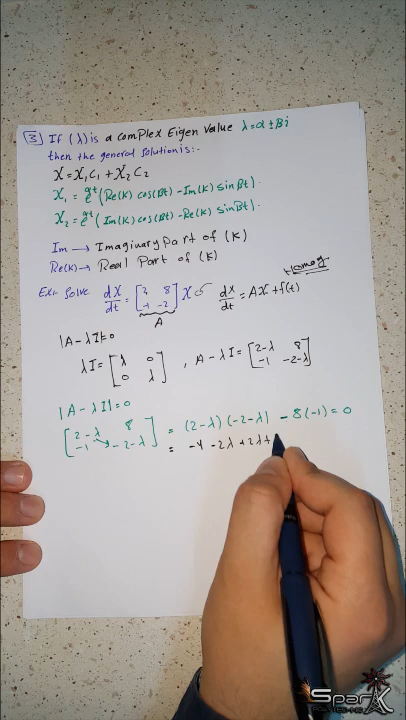 [3] If (λ) is a complex Eigen Value λ=α±βi
then the general solution is:-
X=X₁C₁+X₂C₂
X₁=e^αt(Re(K) cos(βt)-Im(K) sin βt).
X₂=e^αt(Im(K) cos(βt)-Re(K) sin βt).
Im → Imaginary Part of (K)
Re(K) → Real Part of (K)
Homog
Ex:- Solve dX/dt = [2 8; -1 -2] X dX/dt = AX+f(t)
A
|A-λI|=0
λI = [λ 0; 0 λ] , A-λI = [2-λ 8; -1 -2-λ]
|A-λI|=0
[2-λ 8; -1 -2-λ] = (2-λ)(-2-λ) - 8(-1)=0
= -4 -2λ+2λ+
Spark